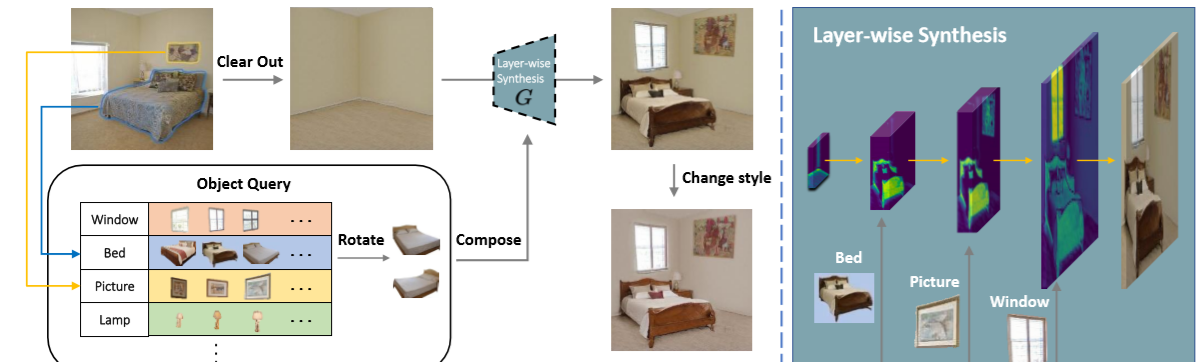 Clear Out
Layer-wise
Synthesis
G
Change style
Object Query
Window
. . .
Bed
. . .
Picture
. . .
Lamp
. . .
Rotate
Compose
Layer-wise Synthesis
Bed
Picture
Window